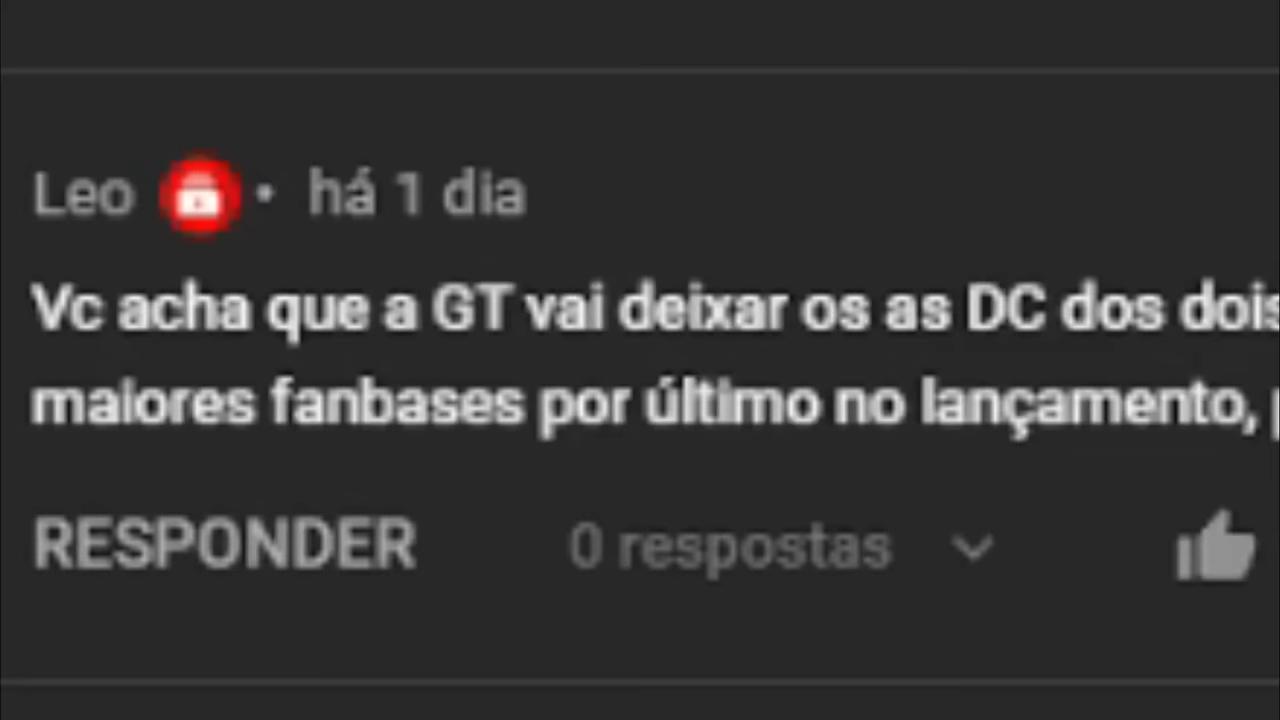 Leo • há 1 dia
Vc acha que a GT vai deixar os as DC dos dois
maiores fanbases por último no lançamento,
RESPONDER 0 respostas